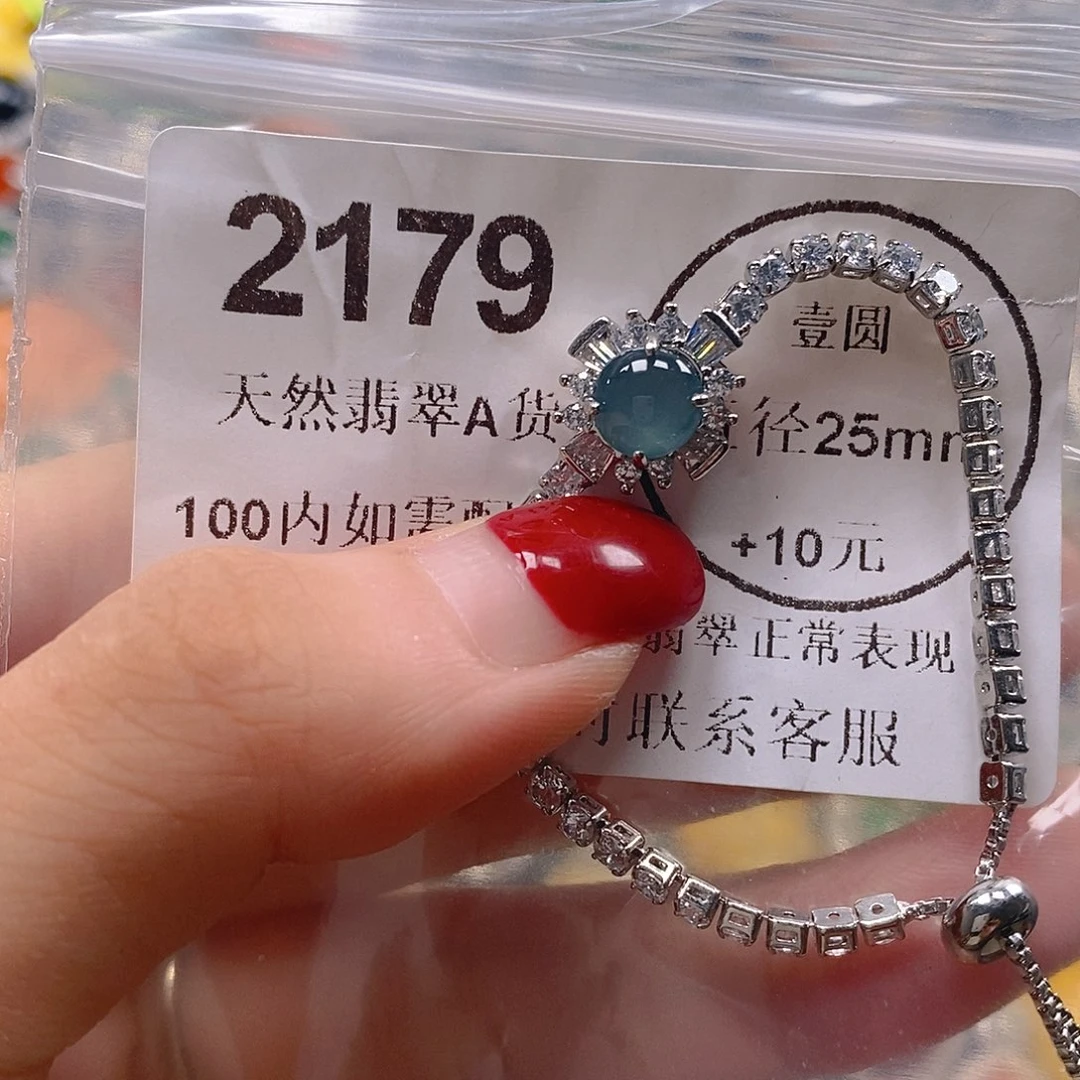 2179
壹圆
天然翡翠A货
径25mm
100内如需配
+10元
翡翠正常表现
可联系客服